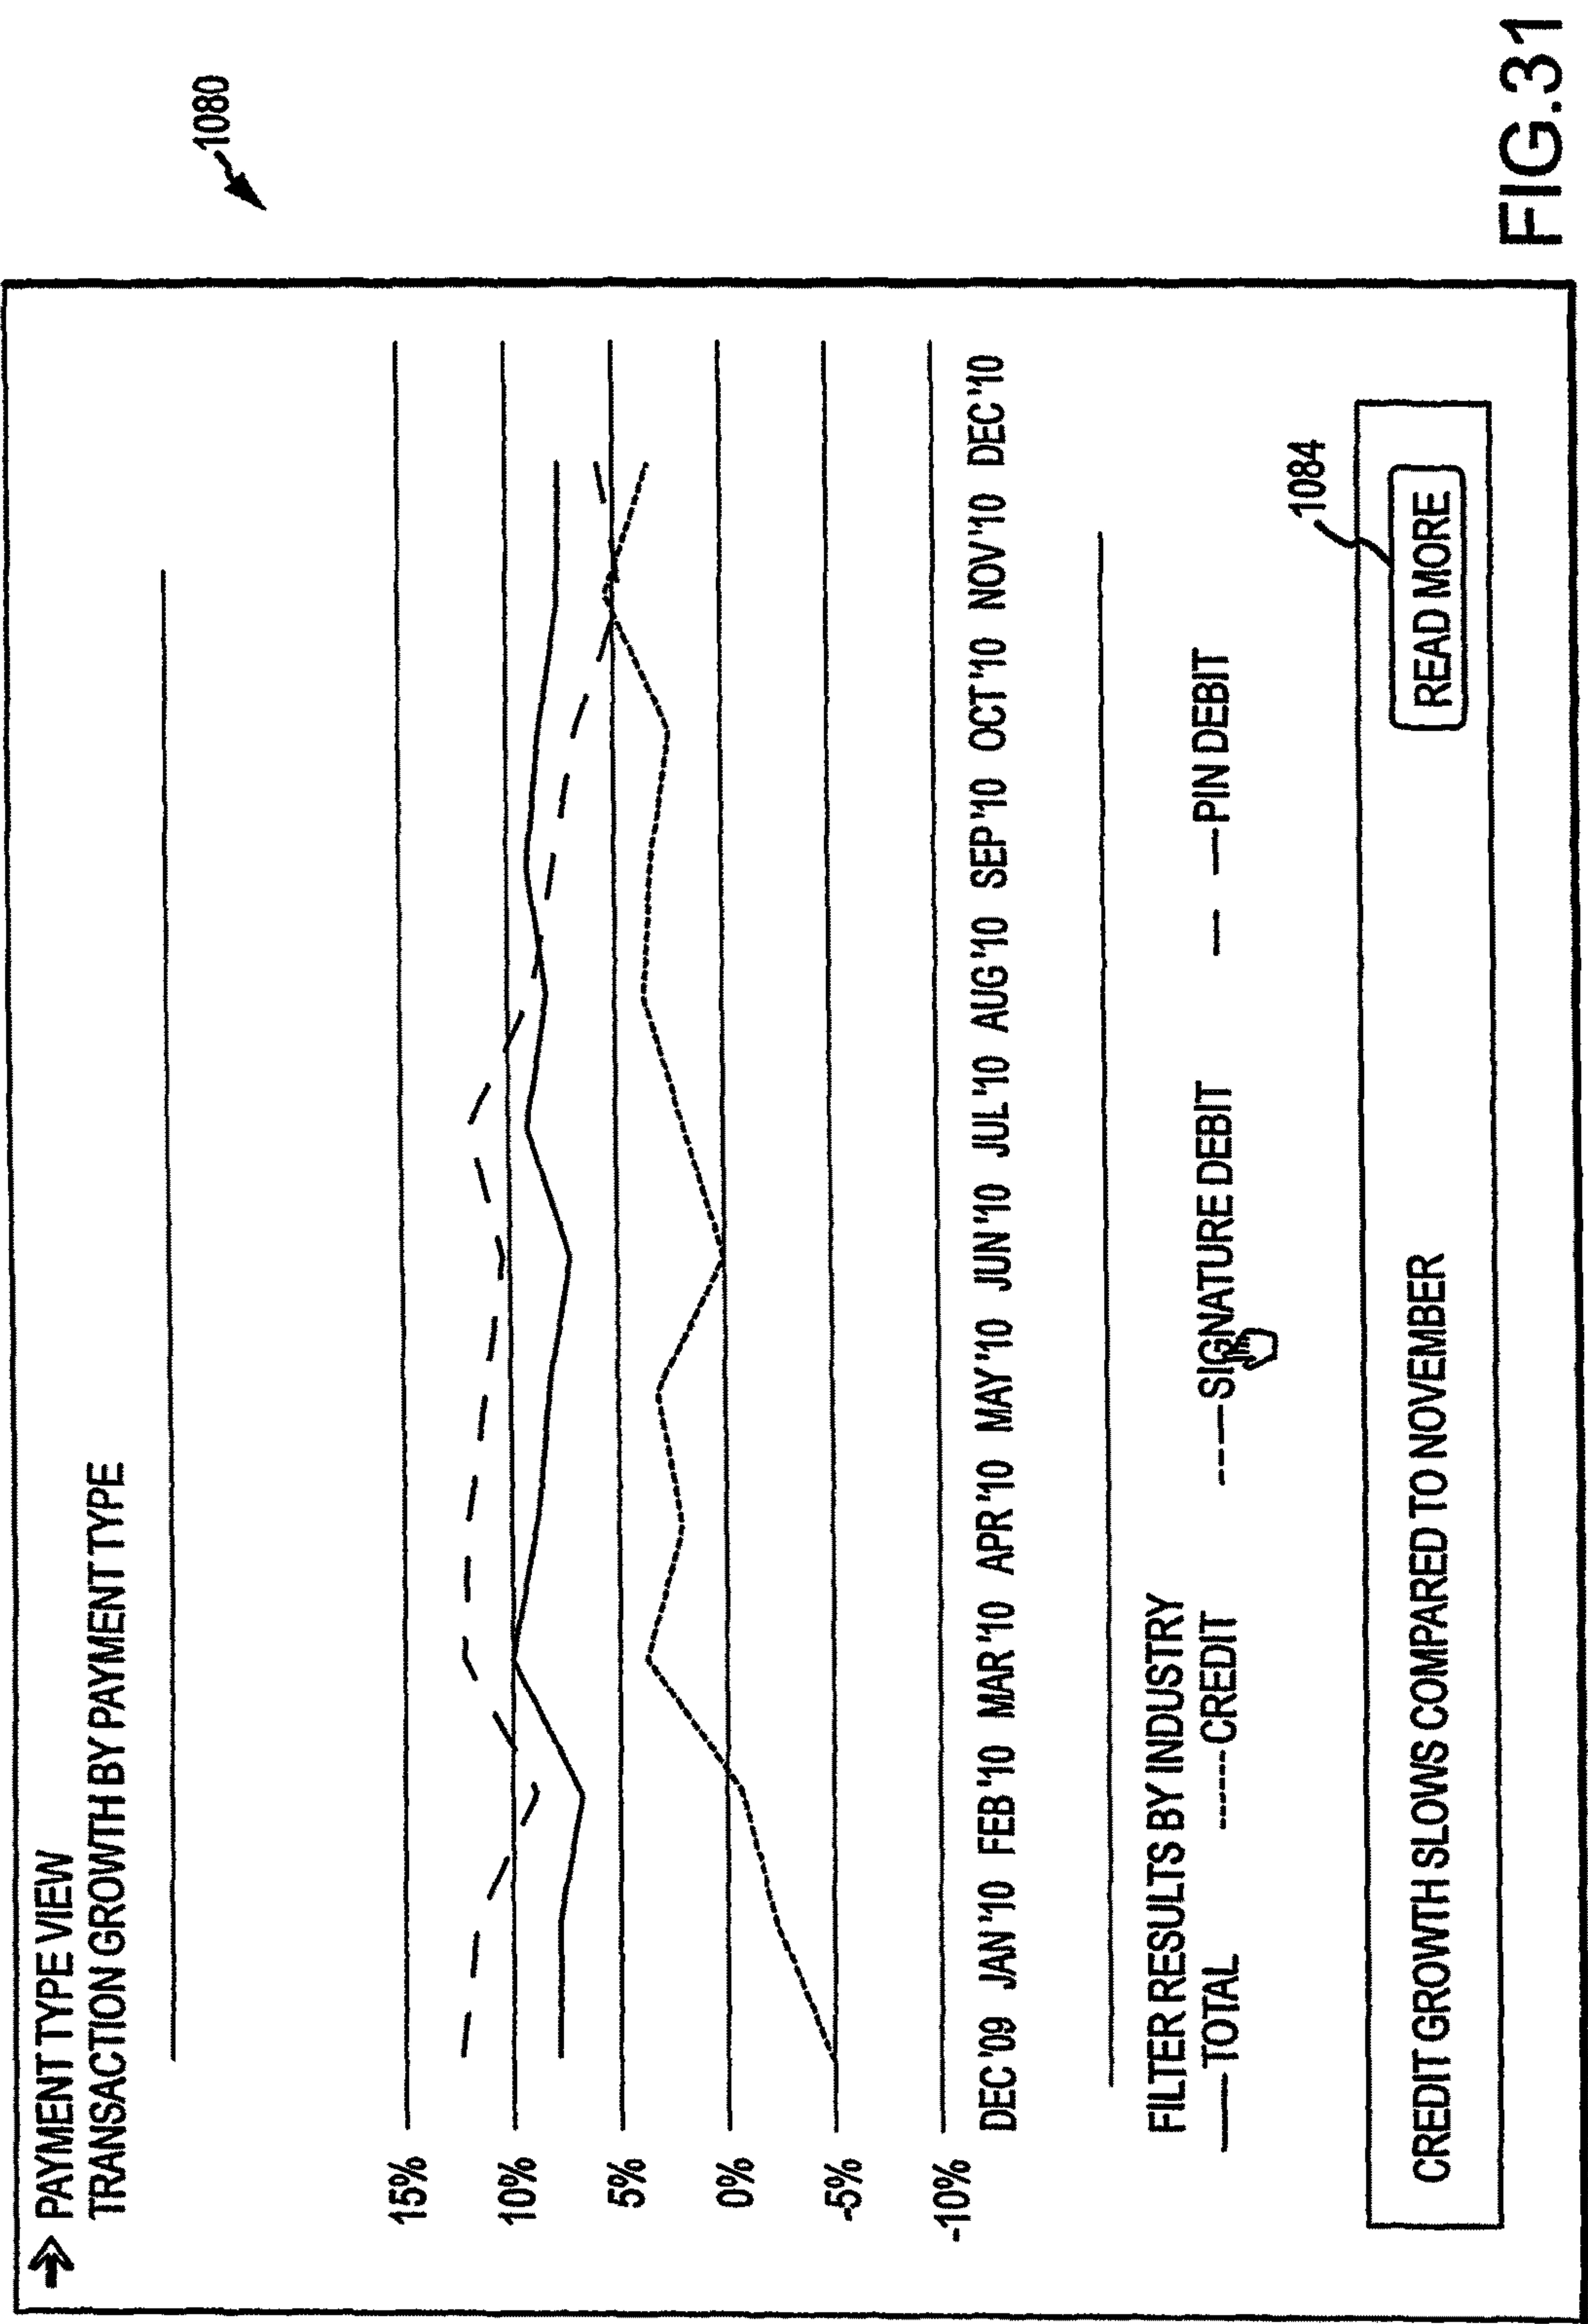 PAYMENT TYPE VIEW
TRANSACTION GROWTH BY PAYMENT TYPE
1080
15%
10%
5%
0%
-5%
-10%
DEC '09 JAN '10 FEB '10 MAR '10 APR '10 MAY '10 JUN '10 JUL '10 AUG '10 SEP '10 OCT '10 NOV '10 DEC '10
FILTER RESULTS BY INDUSTRY
TOTAL CREDIT SIGNATURE DEBIT PIN DEBIT
1084
CREDIT GROWTH SLOWS COMPARED TO NOVEMBER READ MORE
FIG.31